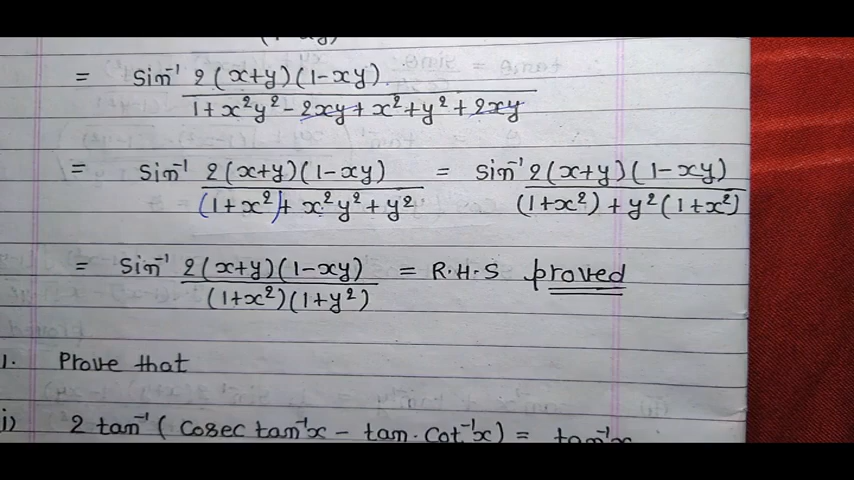 = Sin⁻¹ 2(x+y)(1-xy)
1+x²y²-2xy+x²+y²+2xy
= Sin⁻¹ 2(x+y)(1-xy) = Sin⁻¹ 2(x+y)(1-xy)
(1+x²)+x²y²+y² (1+x²)+y²(1+x²)
= Sin⁻¹ 2(x+y)(1-xy) = R.H.S proved
(1+x²)(1+y²)
1. Prove that
i) 2 tan⁻¹(Cosec tan⁻¹x - tan. Cot⁻¹x) = tan⁻¹x